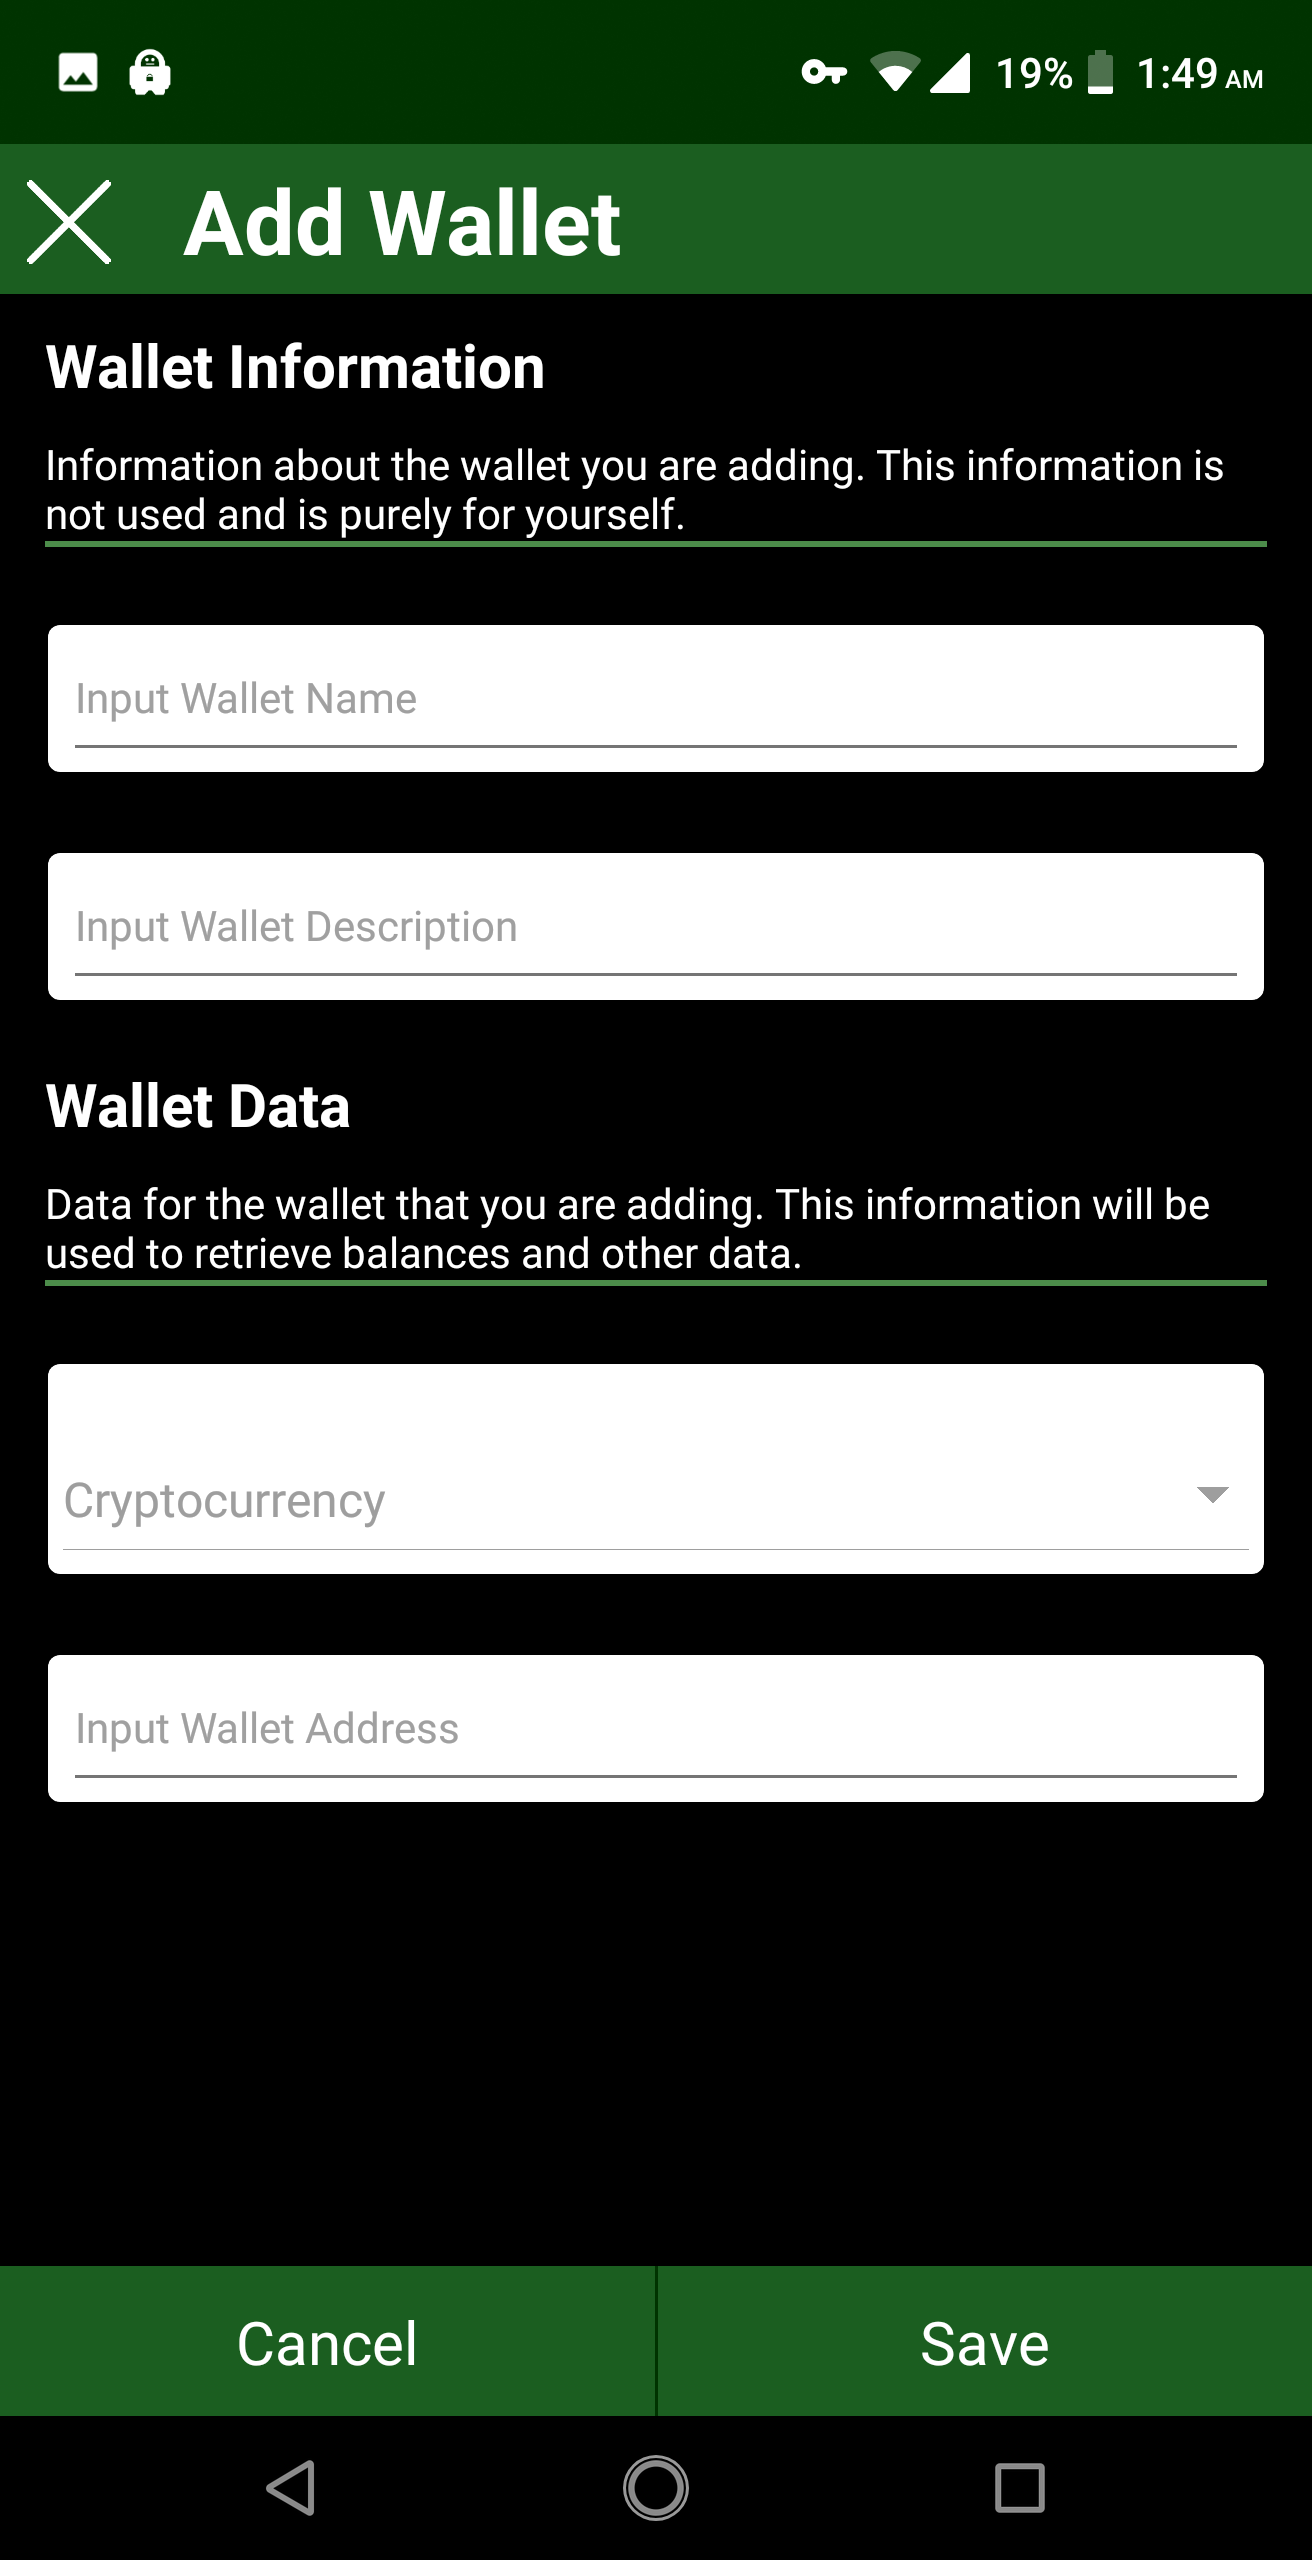 19% 1:49 AM
Add Wallet
Wallet Information
Information about the wallet you are adding. This information is
not used and is purely for yourself.
Input Wallet Name
Input Wallet Description
Wallet Data
Data for the wallet that you are adding. This information will be
used to retrieve balances and other data.
Cryptocurrency
Input Wallet Address
Cancel Save